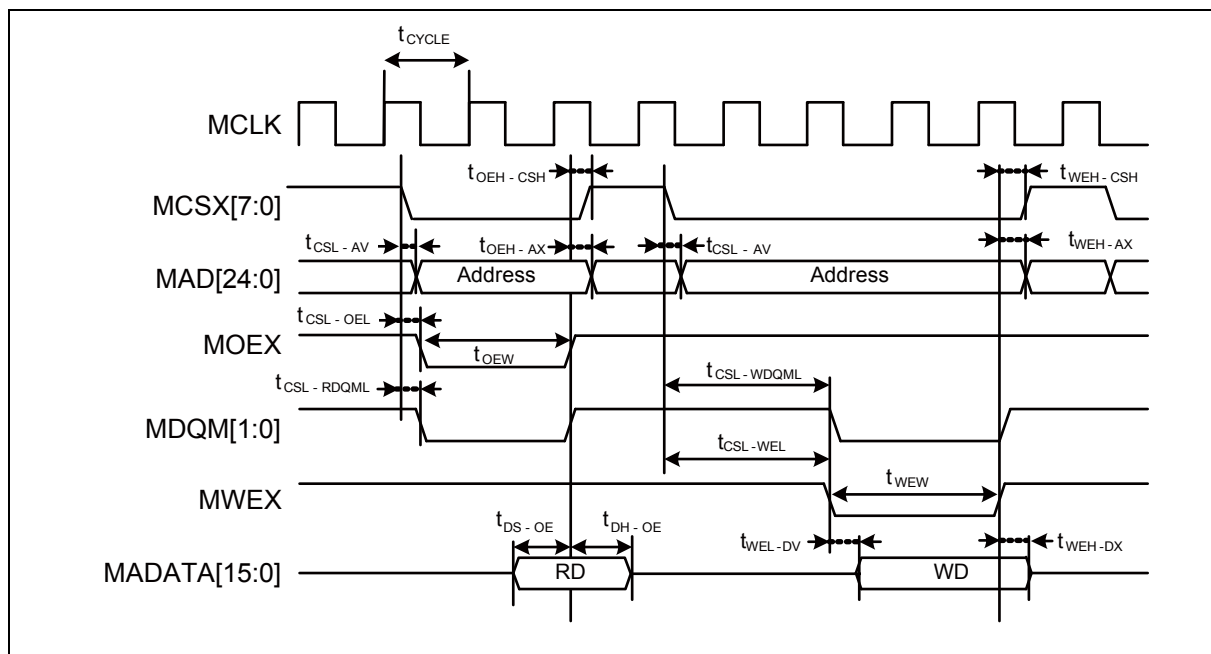 tCYCLE
MCLK
tOEH - CSH
tWEH - CSH
MCSX[7:0]
tCSL - AV
tOEH - AX
tCSL - AV
tWEH - AX
MAD[24:0]
Address
Address
tCSL - OEL
MOEX
tOEW
tCSL - RDQML
tCSL - WDQML
MDQM[1:0]
tCSL - WEL
tWEW
MWEX
tDS - OE
tDH - OE
tWEL - DV
tWEH - DX
MADATA[15:0]
RD
WD